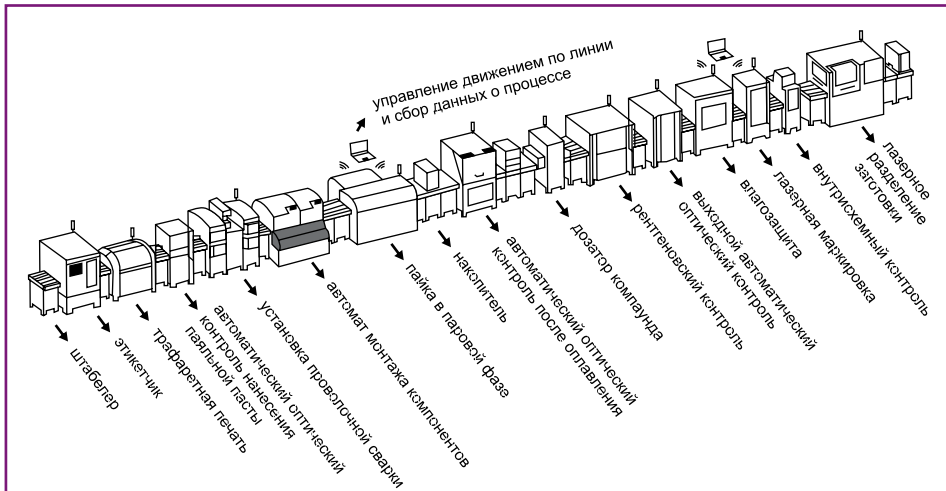 управление движением по линии
и сбор данных о процессе
штабелер
этикетчик
трафаретная печать
автоматический оптический
контроль нанесения
паяльной пасты
установка проволочной сварки
автомат монтажа компонентов
пайка в паровой фазе
накопитель
автоматический оптический
контроль после оплавления
дозатор компаунда
рентгеновский контроль
выходной автоматический
оптический контроль
влагозащита
лазерная маркировка
внутрисхемный контроль
лазерное
разделение
заготовки